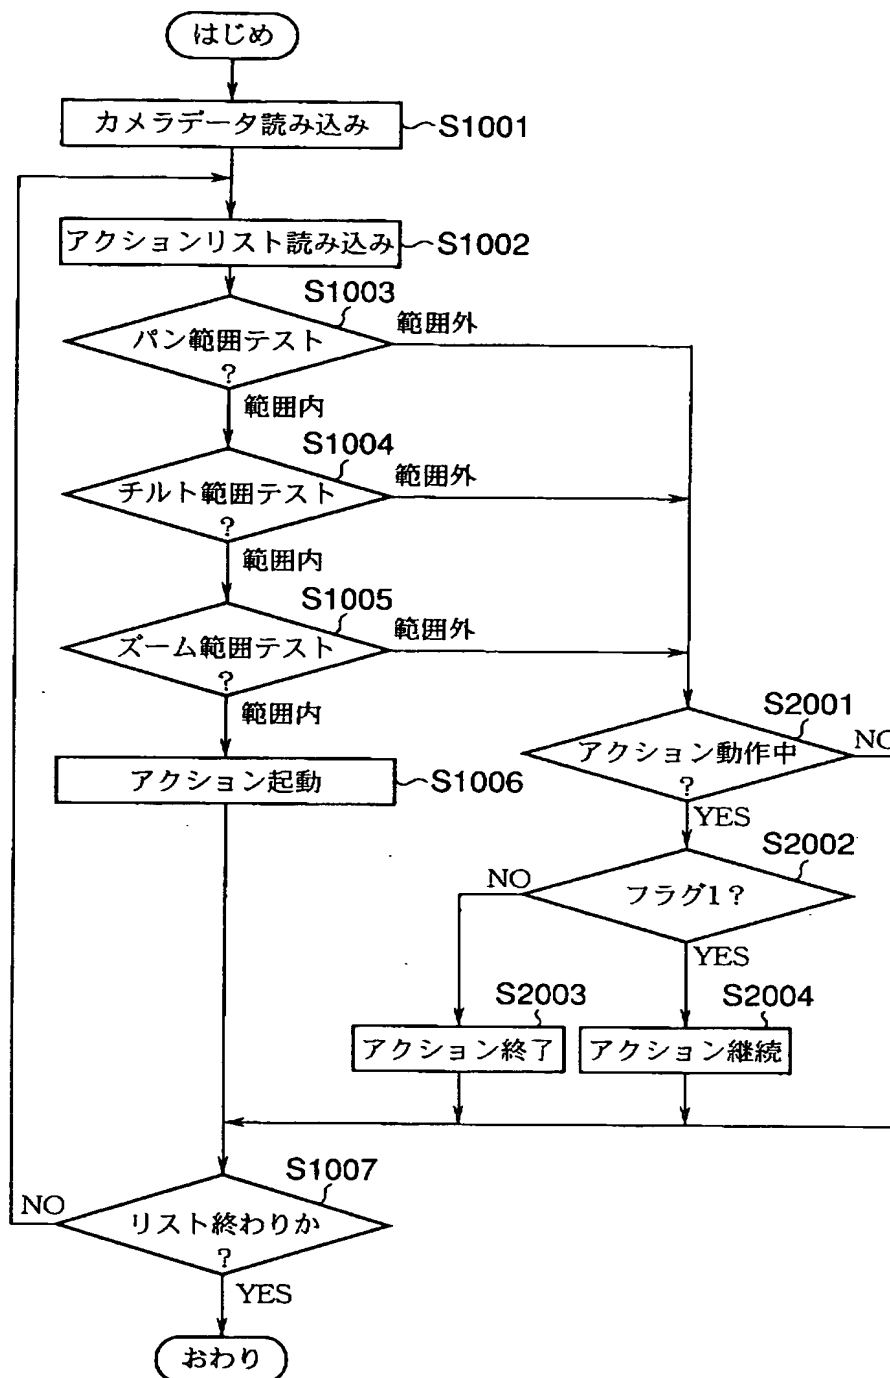 はじめ
カメラデータ読み込み
S1001
アクションリスト読み込み
S1002
S1003
パン範囲テスト
?
範囲外
範囲内
S1004
チルト範囲テスト
?
範囲外
範囲内
S1005
ズーム範囲テスト
?
範囲外
範囲内
アクション起動
S1006
S2001
アクション動作中
?
NO
YES
S2002
フラグ1?
NO
YES
S2003
アクション終了
S2004
アクション継続
S1007
リスト終わりか
?
NO
YES
おわり